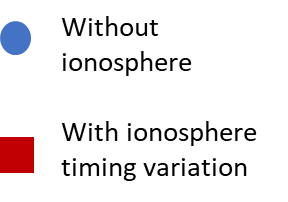 Without
ionosphere
With ionosphere
timing variation